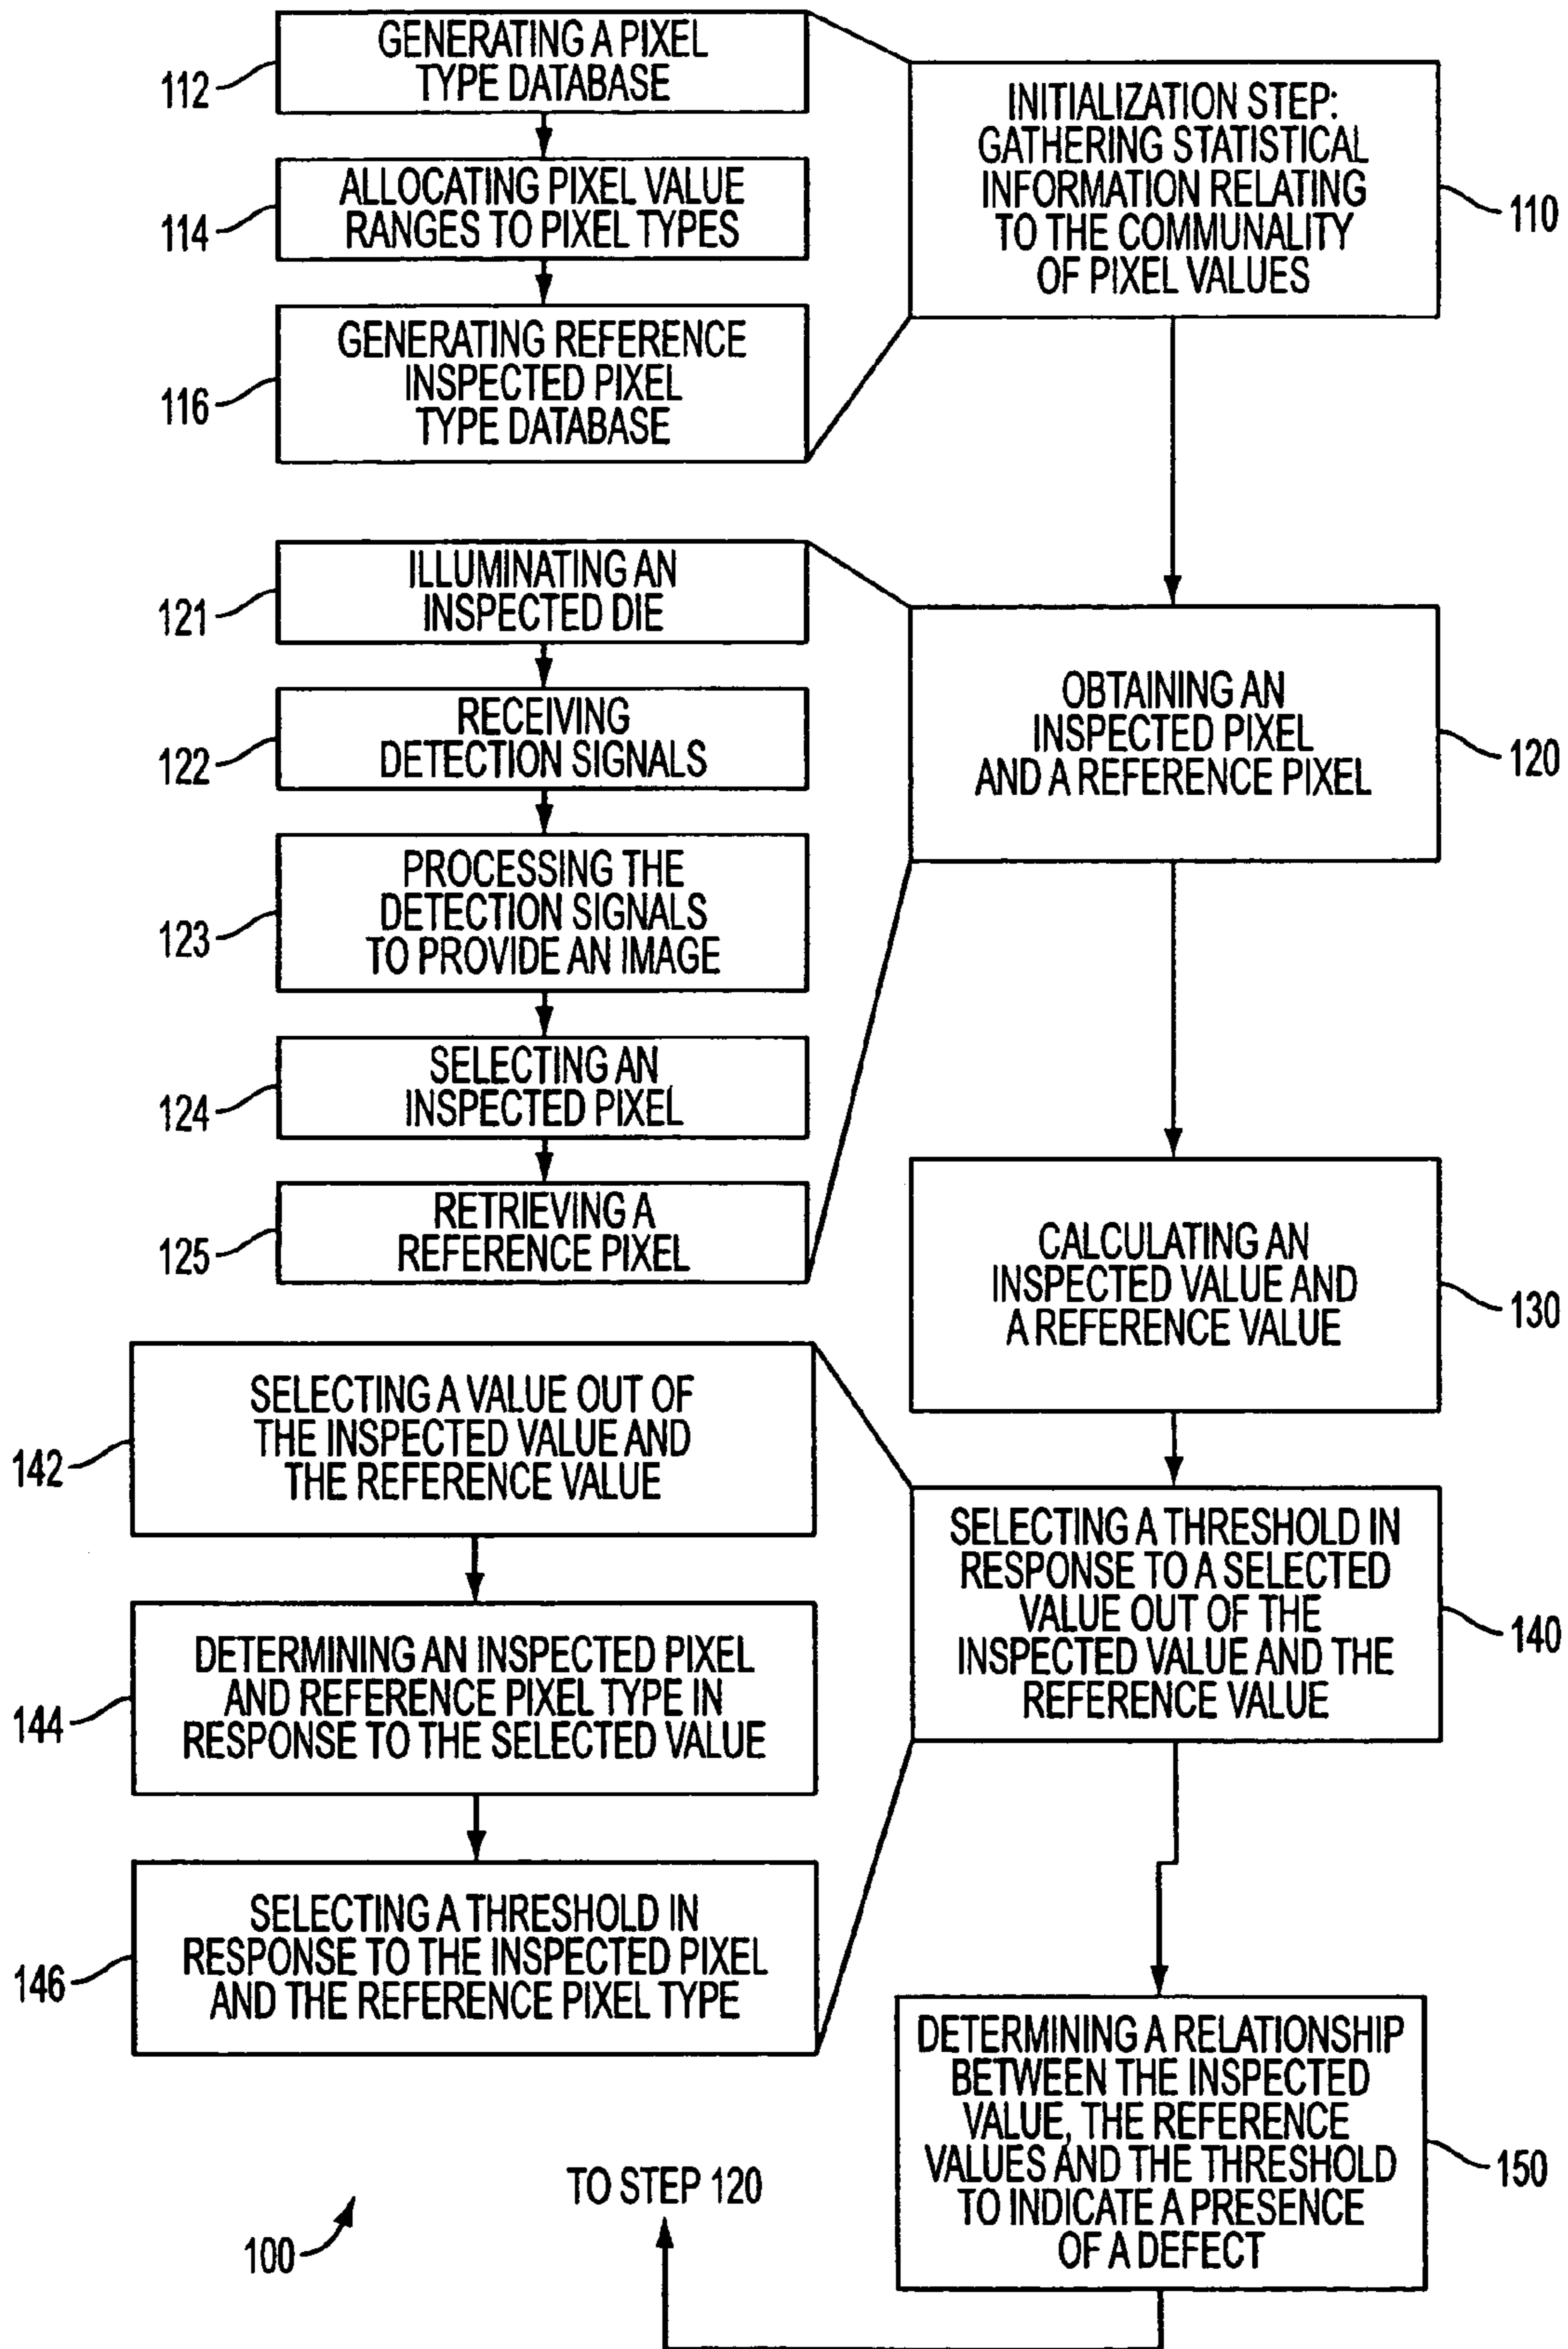 GENERATING A PIXEL
TYPE DATABASE
112
ALLOCATING PIXEL VALUE
RANGES TO PIXEL TYPES
114
GENERATING REFERENCE
INSPECTED PIXEL
TYPE DATABASE
116
INITIALIZATION STEP:
GATHERING STATISTICAL
INFORMATION RELATING
TO THE COMMUNALITY
OF PIXEL VALUES
110
ILLUMINATING AN
INSPECTED DIE
121
RECEIVING
DETECTION SIGNALS
122
PROCESSING THE
DETECTION SIGNALS
TO PROVIDE AN IMAGE
123
SELECTING AN
INSPECTED PIXEL
124
RETRIEVING A
REFERENCE PIXEL
125
OBTAINING AN
INSPECTED PIXEL
AND A REFERENCE PIXEL
120
CALCULATING AN
INSPECTED VALUE AND
A REFERENCE VALUE
130
SELECTING A VALUE OUT OF
THE INSPECTED VALUE AND
THE REFERENCE VALUE
142
DETERMINING AN INSPECTED PIXEL
AND REFERENCE PIXEL TYPE IN
RESPONSE TO THE SELECTED VALUE
144
SELECTING A THRESHOLD IN
RESPONSE TO THE INSPECTED PIXEL
AND THE REFERENCE PIXEL TYPE
146
SELECTING A THRESHOLD IN
RESPONSE TO A SELECTED
VALUE OUT OF THE
INSPECTED VALUE AND THE
REFERENCE VALUE
140
DETERMINING A RELATIONSHIP
BETWEEN THE INSPECTED
VALUE, THE REFERENCE
VALUES AND THE THRESHOLD
TO INDICATE A PRESENCE
OF A DEFECT
150
TO STEP 120
100